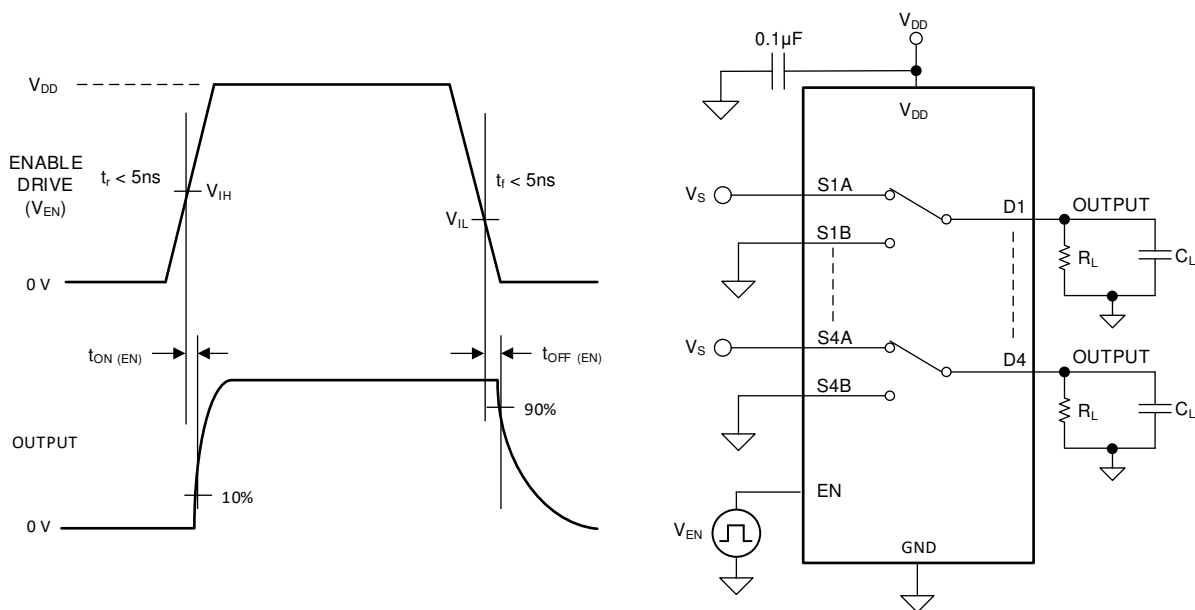 V_DD
ENABLE
DRIVE
(V_EN)
t_r < 5ns
V_IH
t_f < 5ns
V_IL
0 V
t_ON (EN)
t_OFF (EN)
90%
OUTPUT
10%
0 V
V_DD
0.1µF
V_DD
V_S
S1A
D1
OUTPUT
S1B
R_L
C_L
V_S
S4A
D4
OUTPUT
S4B
R_L
C_L
EN
V_EN
GND